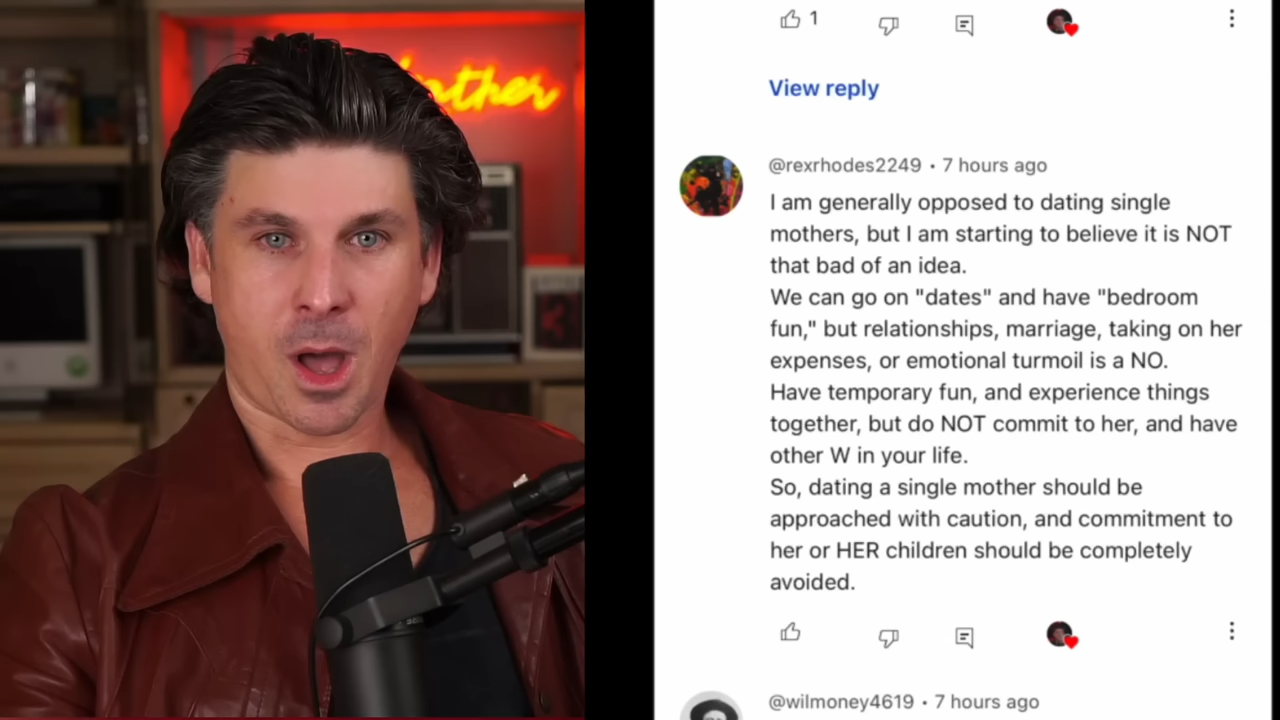 ather
1
View reply
@rexrhodes2249 • 7 hours ago
I am generally opposed to dating single
mothers, but I am starting to believe it is NOT
that bad of an idea.
We can go on "dates" and have "bedroom
fun," but relationships, marriage, taking on her
expenses, or emotional turmoil is a NO.
Have temporary fun, and experience things
together, but do NOT commit to her, and have
other W in your life.
So, dating a single mother should be
approached with caution, and commitment to
her or HER children should be completely
avoided.
@wilmoney4619 • 7 hours ago